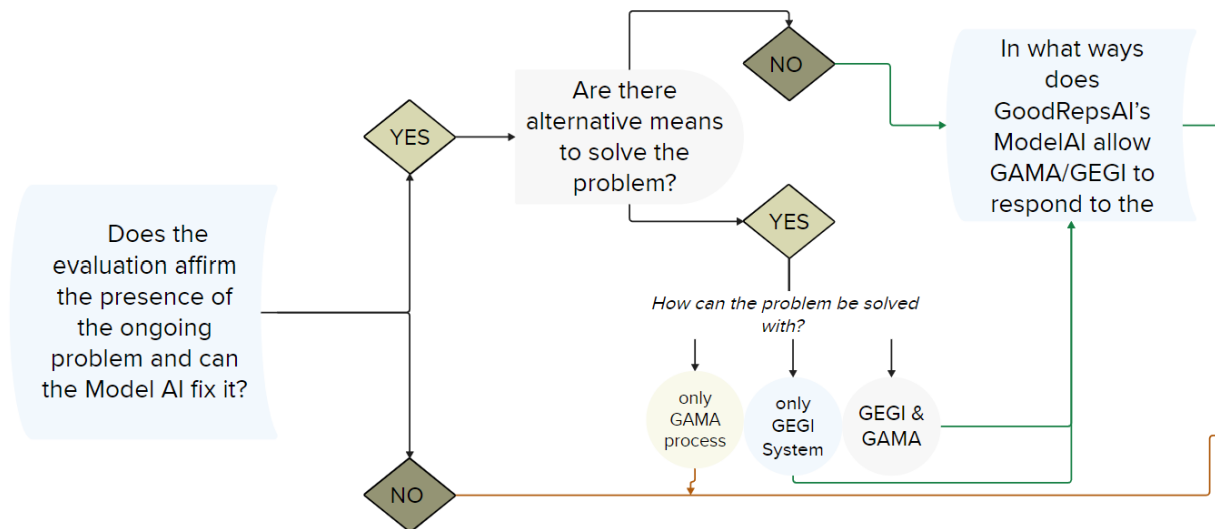 Does the
evaluation affirm
the presence of
the ongoing
problem and can
the Model AI fix it?
YES
NO
Are there
alternative means
to solve the
problem?
NO
YES
How can the problem be solved
with?
only
GAMA
process
only
GEGI
System
GEGI &
GAMA
In what ways
does
GoodRepsAI’s
ModelAI allow
GAMA/GEGI to
respond to the